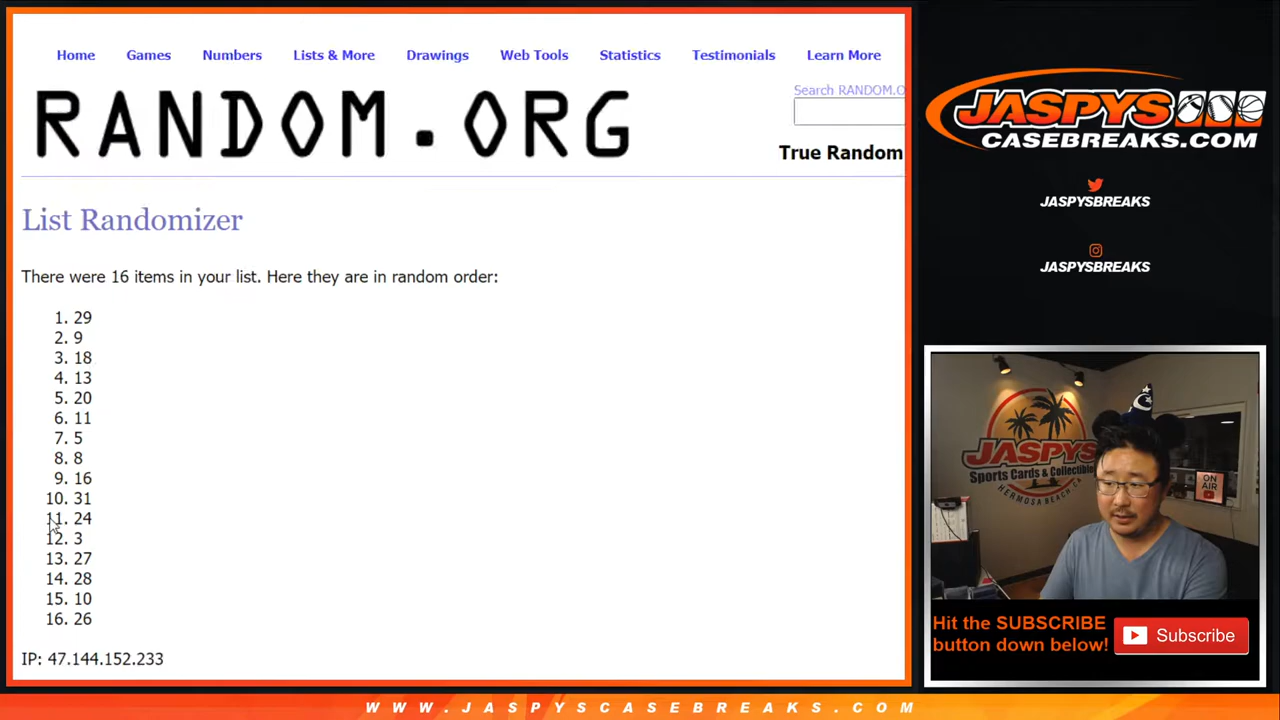 Home Games Numbers Lists & More Drawings Web Tools Statistics Testimonials Learn More
RANDOM.ORG
Search RANDOM.O
True Random
List Randomizer
There were 16 items in your list. Here they are in random order:
1. 29
2. 9
3. 18
4. 13
5. 20
6. 11
7. 5
8. 8
9. 16
10. 31
11. 24
12. 3
13. 27
14. 28
15. 10
16. 26
IP: 47.144.152.233
JASPYS
CASEBREAKS.COM
JASPYSBREAKS
JASPYSBREAKS
JASPYS
Sports Cards & Collectibles
HERMOSA BEACH, CA
ON AIR
Hit the SUBSCRIBE
button down below!
Subscribe
WWW.JASPYSCASEBREAKS.COM